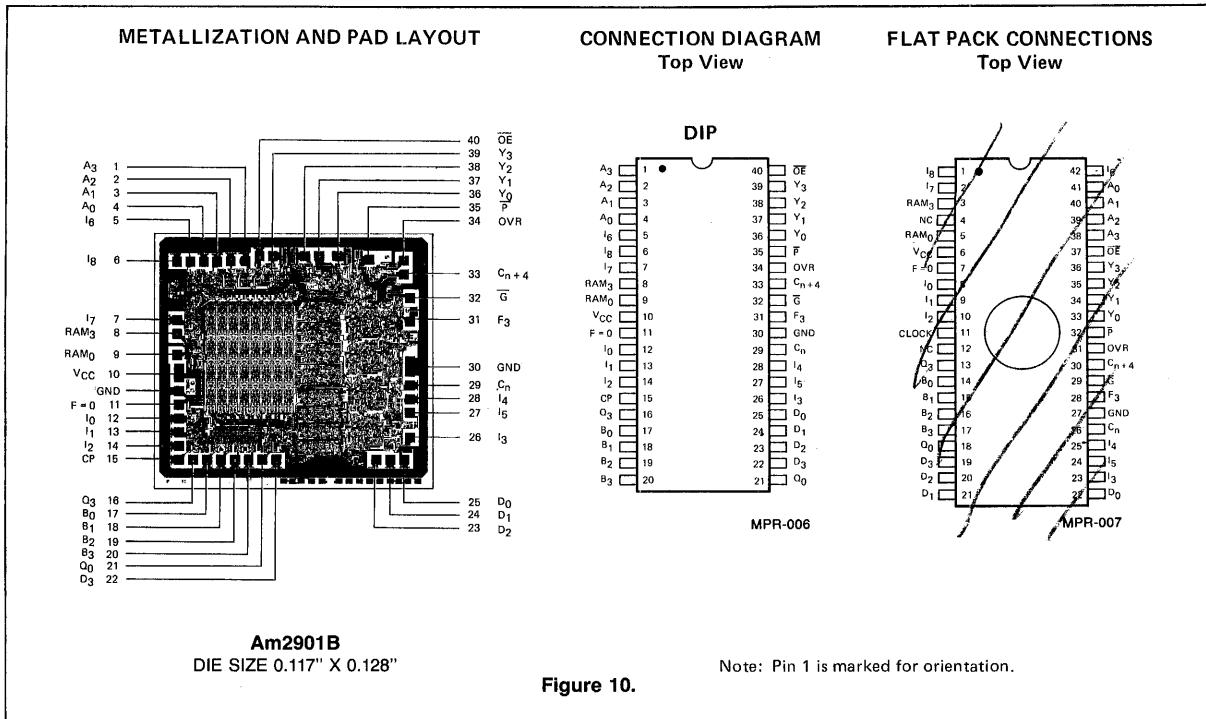 METALLIZATION AND PAD LAYOUT
A3 1
A2 2
A1 3
A0 4
I6 5
I8 6
I7 7
RAM3 8
RAM0 9
VCC 10
GND
F = 0 11
I0 12
I1 13
I2 14
CP 15
Q3 16
B0 17
B1 18
B2 19
B3 20
Q0 21
D3 22
40 O̅E̅
39 Y3
38 Y2
37 Y1
36 Y0
35 P̅
34 OVR
33 Cn+4
32 G̅
31 F3
30 GND
29 Cn
28 I4
27 I5
26 I3
25 D0
24 D1
23 D2
Am2901B
DIE SIZE 0.117" X 0.128"
CONNECTION DIAGRAM
Top View
DIP
A3 1 40 O̅E̅
A2 2 39 Y3
A1 3 38 Y2
A0 4 37 Y1
I6 5 36 Y0
I8 6 35 P̅
I7 7 34 OVR
RAM3 8 33 Cn+4
RAM0 9 32 G̅
VCC 10 31 F3
F = 0 11 30 GND
I0 12 29 Cn
I1 13 28 I4
I2 14 27 I5
CP 15 26 I3
Q3 16 25 D0
B0 17 24 D1
B1 18 23 D2
B2 19 22 D3
B3 20 21 Q0
MPR-006
FLAT PACK CONNECTIONS
Top View
I8 1 42 I6
I7 2 41 A0
RAM3 3 40 A1
NC 4 39 A2
RAM0 5 38 A3
VCC 6 37 O̅E̅
F = 0 7 36 Y3
I0 8 35 Y2
I1 9 34 Y1
I2 10 33 Y0
CLOCK 11 32 P̅
NC 12 31 OVR
Q3 13 30 Cn+4
B0 14 29 G̅
B1 15 28 F3
B2 16 27 GND
B3 17 26 Cn
Q0 18 25 I4
D3 19 24 I5
D2 20 23 I3
D1 21 22 D0
MPR-007
Note: Pin 1 is marked for orientation.
Figure 10.